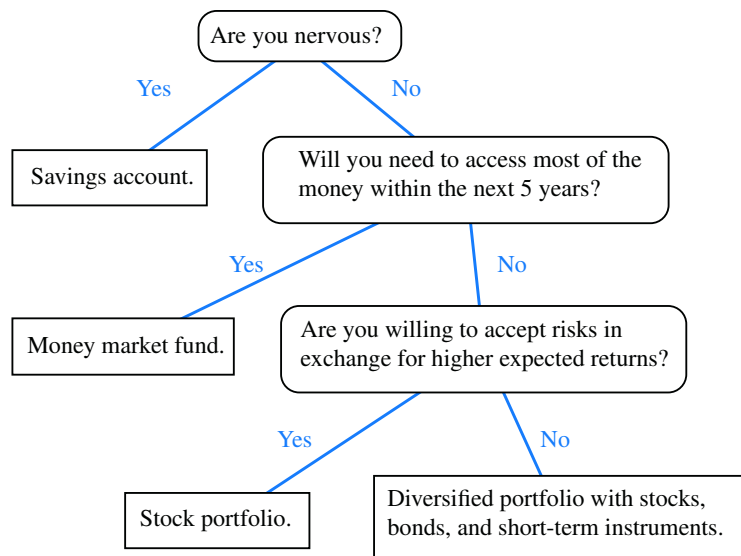 Are you nervous?
Yes
No
Savings account.
Will you need to access most of the
money within the next 5 years?
Yes
No
Money market fund.
Are you willing to accept risks in
exchange for higher expected returns?
Yes
No
Stock portfolio.
Diversified portfolio with stocks,
bonds, and short-term instruments.